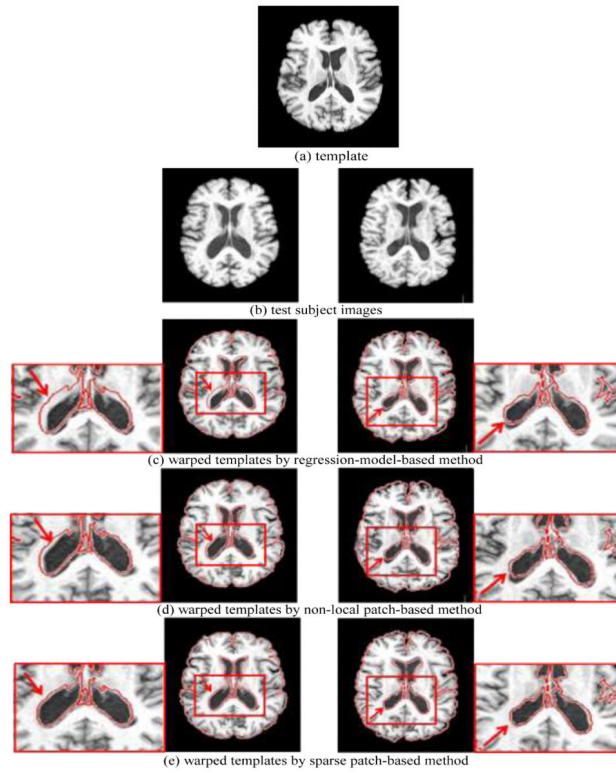 (a) template
(b) test subject images
(c) warped templates by regression-model-based method
(d) warped templates by non-local patch-based method
(e) warped templates by sparse patch-based method